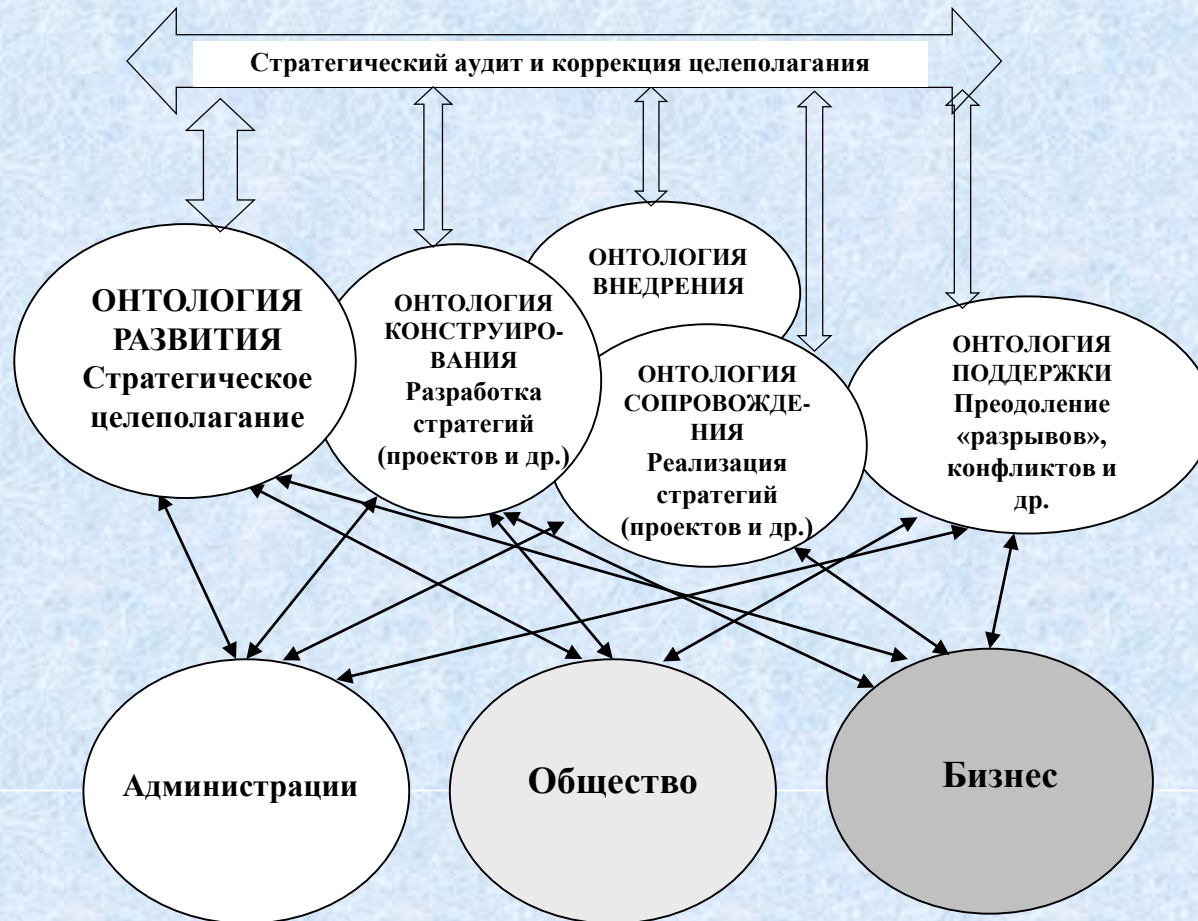 Стратегический аудит и коррекция целеполагания
ОНТОЛОГИЯ
РАЗВИТИЯ
Стратегическое
целеполагание
ОНТОЛОГИЯ
КОНСТРУИРО-
ВАНИЯ
Разработка
стратегий
(проектов и др.)
ОНТОЛОГИЯ
ВНЕДРЕНИЯ
ОНТОЛОГИЯ
СОПРОВОЖДЕ-
НИЯ
Реализация
стратегий
(проектов и др.)
ОНТОЛОГИЯ
ПОДДЕРЖКИ
Преодоление
«разрывов»,
конфликтов и
др.
Администрации
Общество
Бизнес